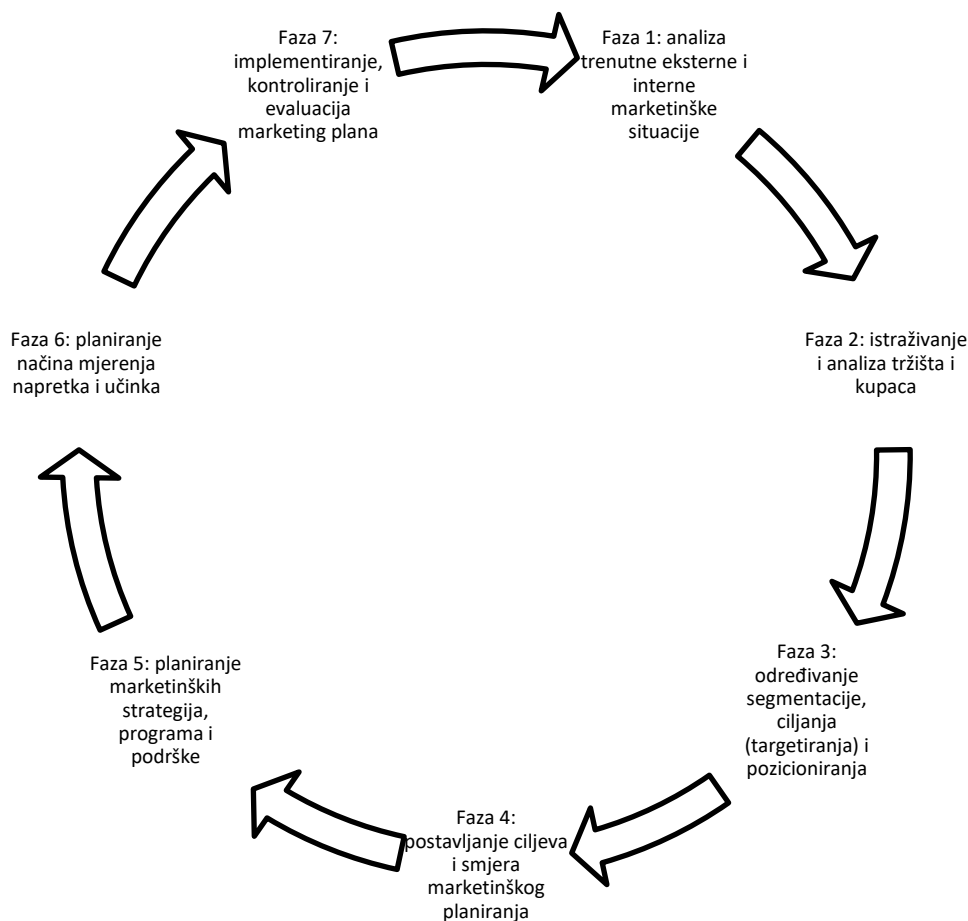 Faza 1: analiza
trenutne eksterne i
interne
marketinške
situacije
Faza 2: istraživanje
i analiza tržišta i
kupaca
Faza 3:
određivanje
segmentacije,
ciljanja
(targetiranja) i
pozicioniranja
Faza 4:
postavljanje ciljeva
i smjera
marketinškog
planiranja
Faza 5: planiranje
marketinških
strategija,
programa i
podrške
Faza 6: planiranje
načina mjerenja
napretka i učinka
Faza 7:
implementiranje,
kontroliranje i
evaluacija
marketing plana